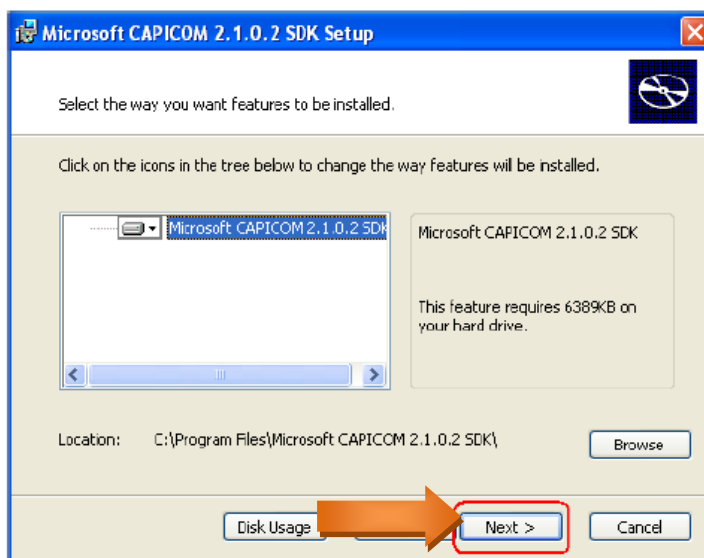 Microsoft CAPICOM 2.1.0.2 SDK Setup
Select the way you want features to be installed.
Click on the icons in the tree below to change the way features will be installed.
Microsoft CAPICOM 2.1.0.2 SDK
Microsoft CAPICOM 2.1.0.2 SDK
This feature requires 6389KB on
your hard drive.
Location: C:\Program Files\Microsoft CAPICOM 2.1.0.2 SDK\
Browse
Disk Usage
Next >
Cancel